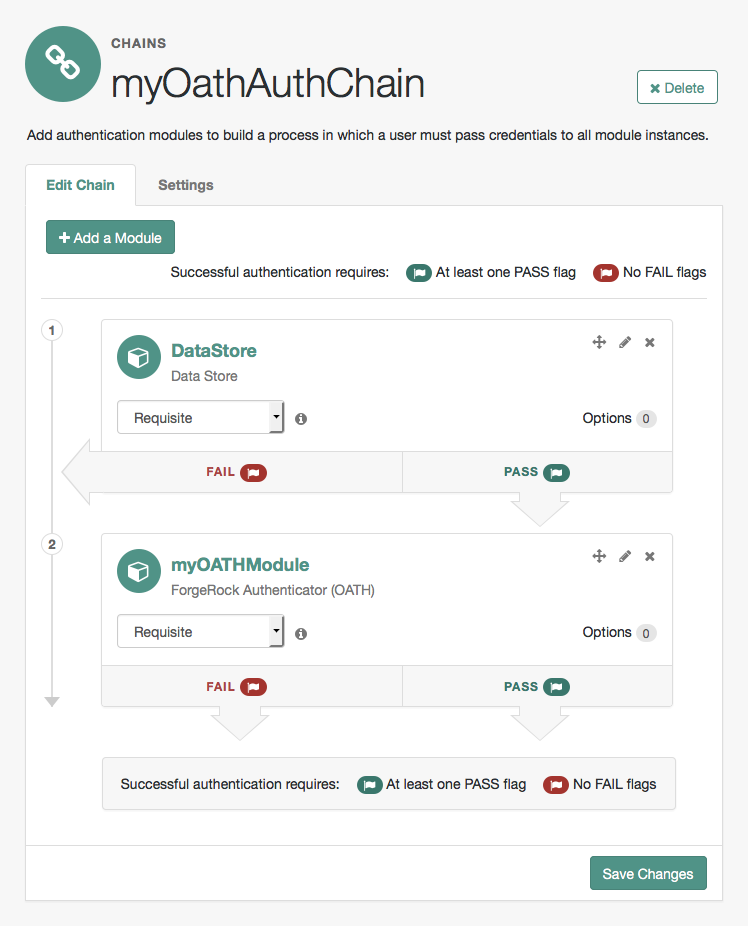 CHAINS
myOathAuthChain
Delete
Add authentication modules to build a process in which a user must pass credentials to all module instances.
Edit Chain Settings
Add a Module
Successful authentication requires: At least one PASS flag No FAIL flags
1
DataStore
Data Store
Requisite Options 0
FAIL PASS
2
myOATHModule
ForgeRock Authenticator (OATH)
Requisite Options 0
FAIL PASS
Successful authentication requires: At least one PASS flag No FAIL flags
Save Changes